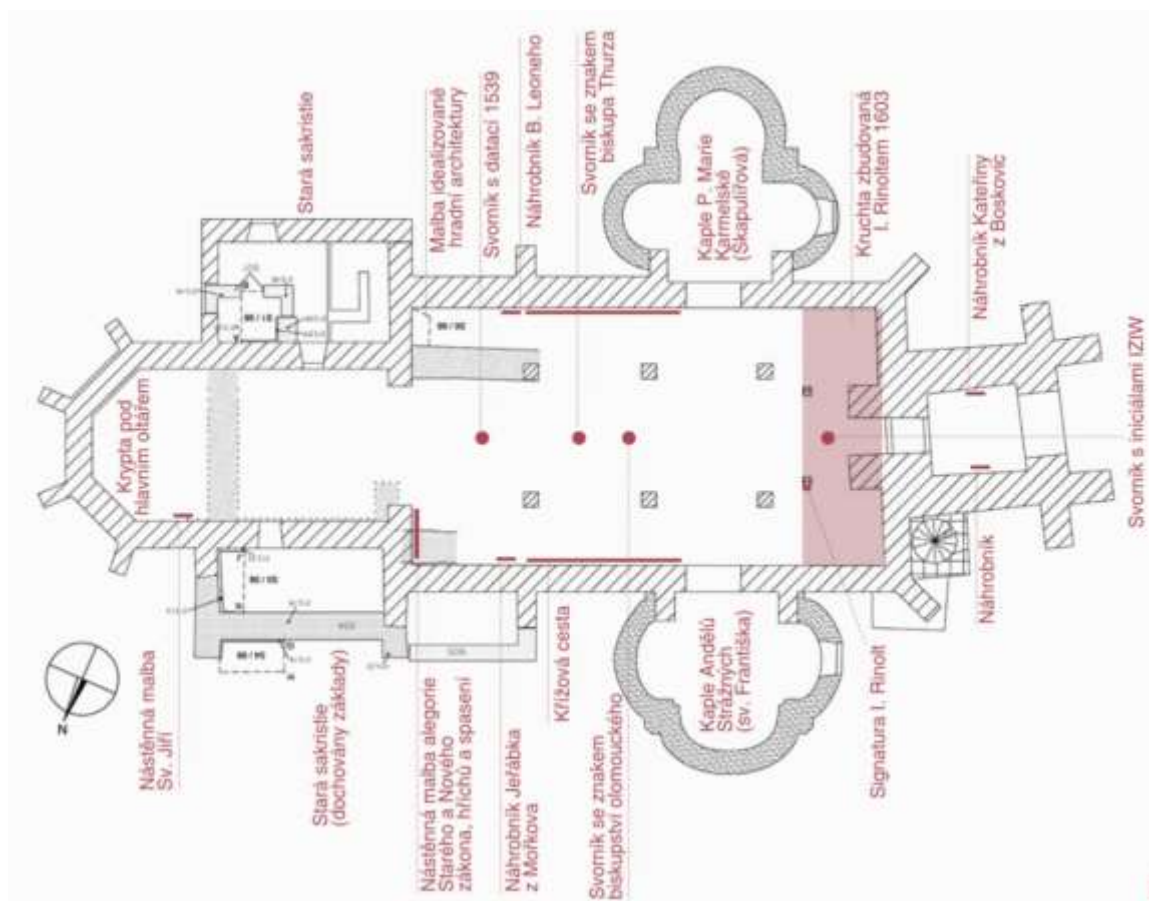 Stará sakristie
Malba idealizované
hradní architektury
Svorník s datací 1539
Náhrobník B. Leoneho
Svorník se znakem
biskupa Thurza
Kaple P. Marie
Karmelské
(Škapulířová)
Kruchta zbudovaná
I. Rinoltem 1603
Náhrobník Kateřiny
z Boskovic
Krypta pod
hlavním oltářem
N
Nástěnná malba
Sv. Jiří
Stará sakristie
(dochovány základy)
Nástěnná malba alegorie
Starého a Nového
zákona, hříchů a spasení
Náhrobník Jeřábka
z Mořkova
Křížová cesta
Svorník se znakem
biskupství olomouckého
Kaple Andělů
Strážných
(sv. Františka)
Signatura I. Rinolt
Náhrobník
Svorník s iniciálami IZIW